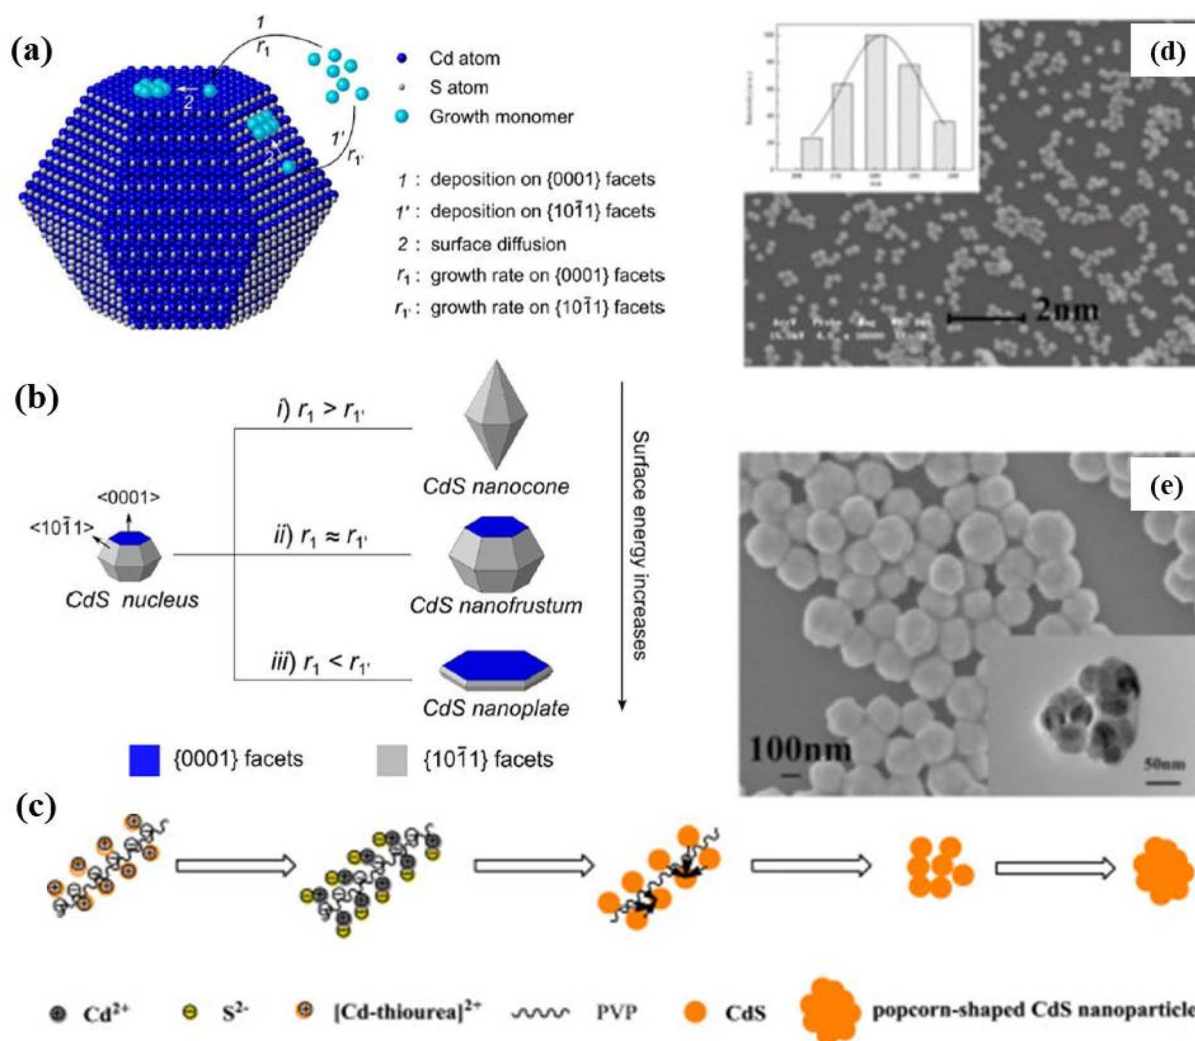 (a)
1
r₁
2
1'
r₁'
2
Cd atom
S atom
Growth monomer
1 : deposition on {0001} facets
1' : deposition on {101̄1} facets
2 : surface diffusion
r₁ : growth rate on {0001} facets
r₁' : growth rate on {101̄1} facets
(b)
<0001>
<101̄1>
CdS nucleus
i) r₁ > r₁'
CdS nanocone
ii) r₁ ≈ r₁'
CdS nanofrustum
iii) r₁ < r₁'
CdS nanoplate
Surface energy increases
{0001} facets
{101̄1} facets
(d)
2nm
(e)
100nm
50nm
(c)
Cd²⁺
S²⁻
[Cd-thiourea]²⁺
PVP
CdS
popcorn-shaped CdS nanoparticle